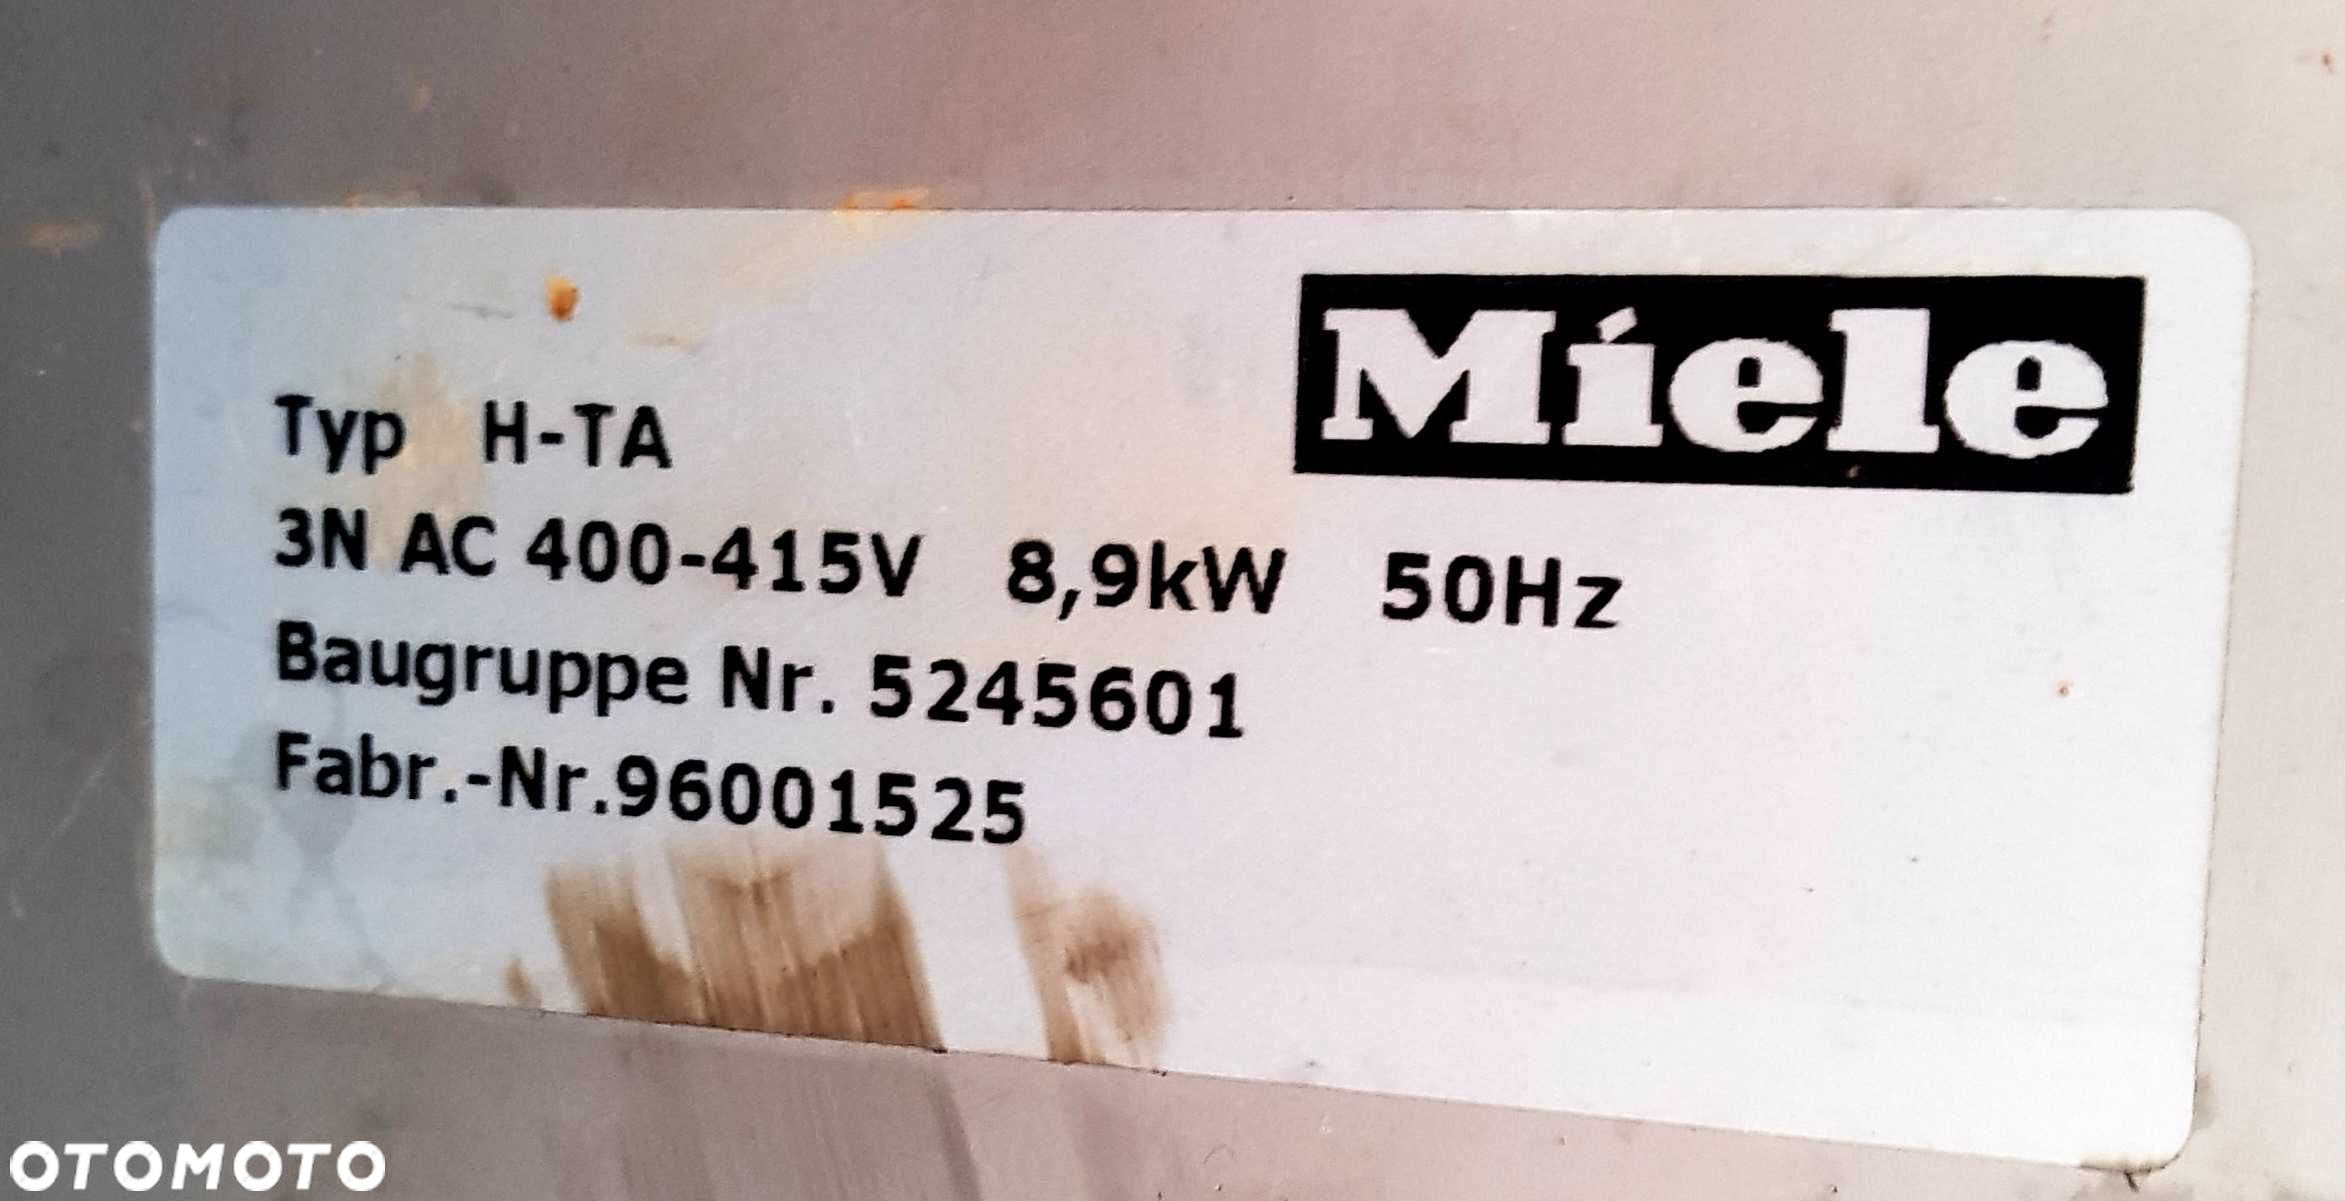 Miele
Typ H-TA
3N AC 400-415V 8,9kW 50Hz
Baugruppe Nr. 5245601
Fabr.-Nr.96001525
OTOMOTO